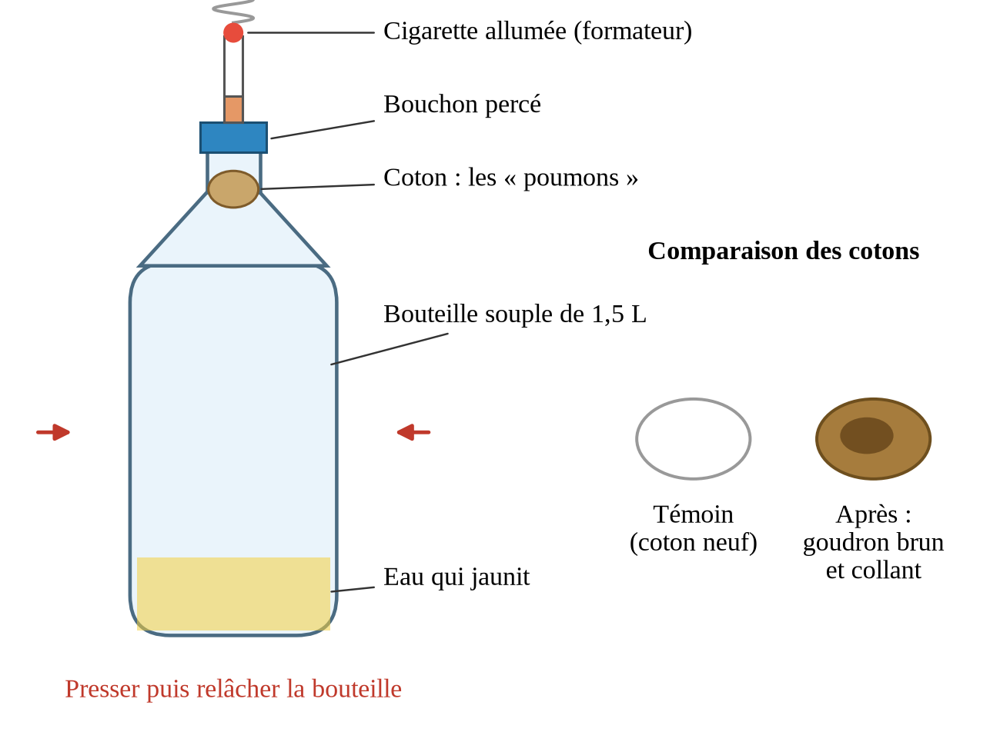 Cigarette allumée (formateur)
Bouchon percé
Coton : les « poumons »
Comparaison des cotons
Bouteille souple de 1,5 L
Témoin
(coton neuf)
Après :
goudron brun
et collant
Eau qui jaunit
Presser puis relâcher la bouteille